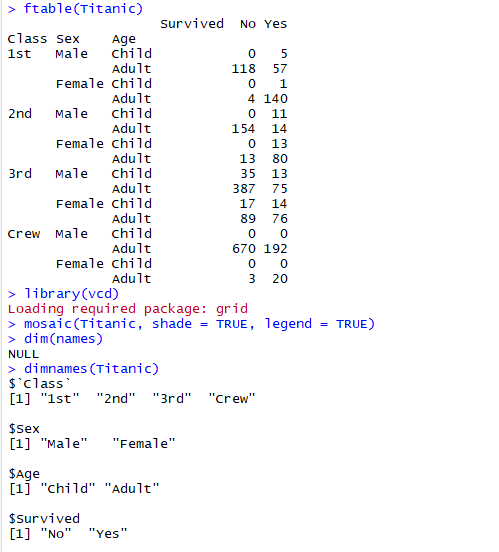 > ftable(Titanic)
Survived No Yes
Class Sex Age
1st Male Child 0 5
Adult 118 57
Female Child 0 1
Adult 4 140
2nd Male Child 0 11
Adult 154 14
Female Child 0 13
Adult 13 80
3rd Male Child 35 13
Adult 387 75
Female Child 17 14
Adult 89 76
Crew Male Child 0 0
Adult 670 192
Female Child 0 0
Adult 3 20
> library(vcd)
Loading required package: grid
> mosaic(Titanic, shade = TRUE, legend = TRUE)
> dim(names)
NULL
> dimnames(Titanic)
$`Class`
[1] "1st" "2nd" "3rd" "Crew"
$Sex
[1] "Male" "Female"
$Age
[1] "Child" "Adult"
$Survived
[1] "No" "Yes"